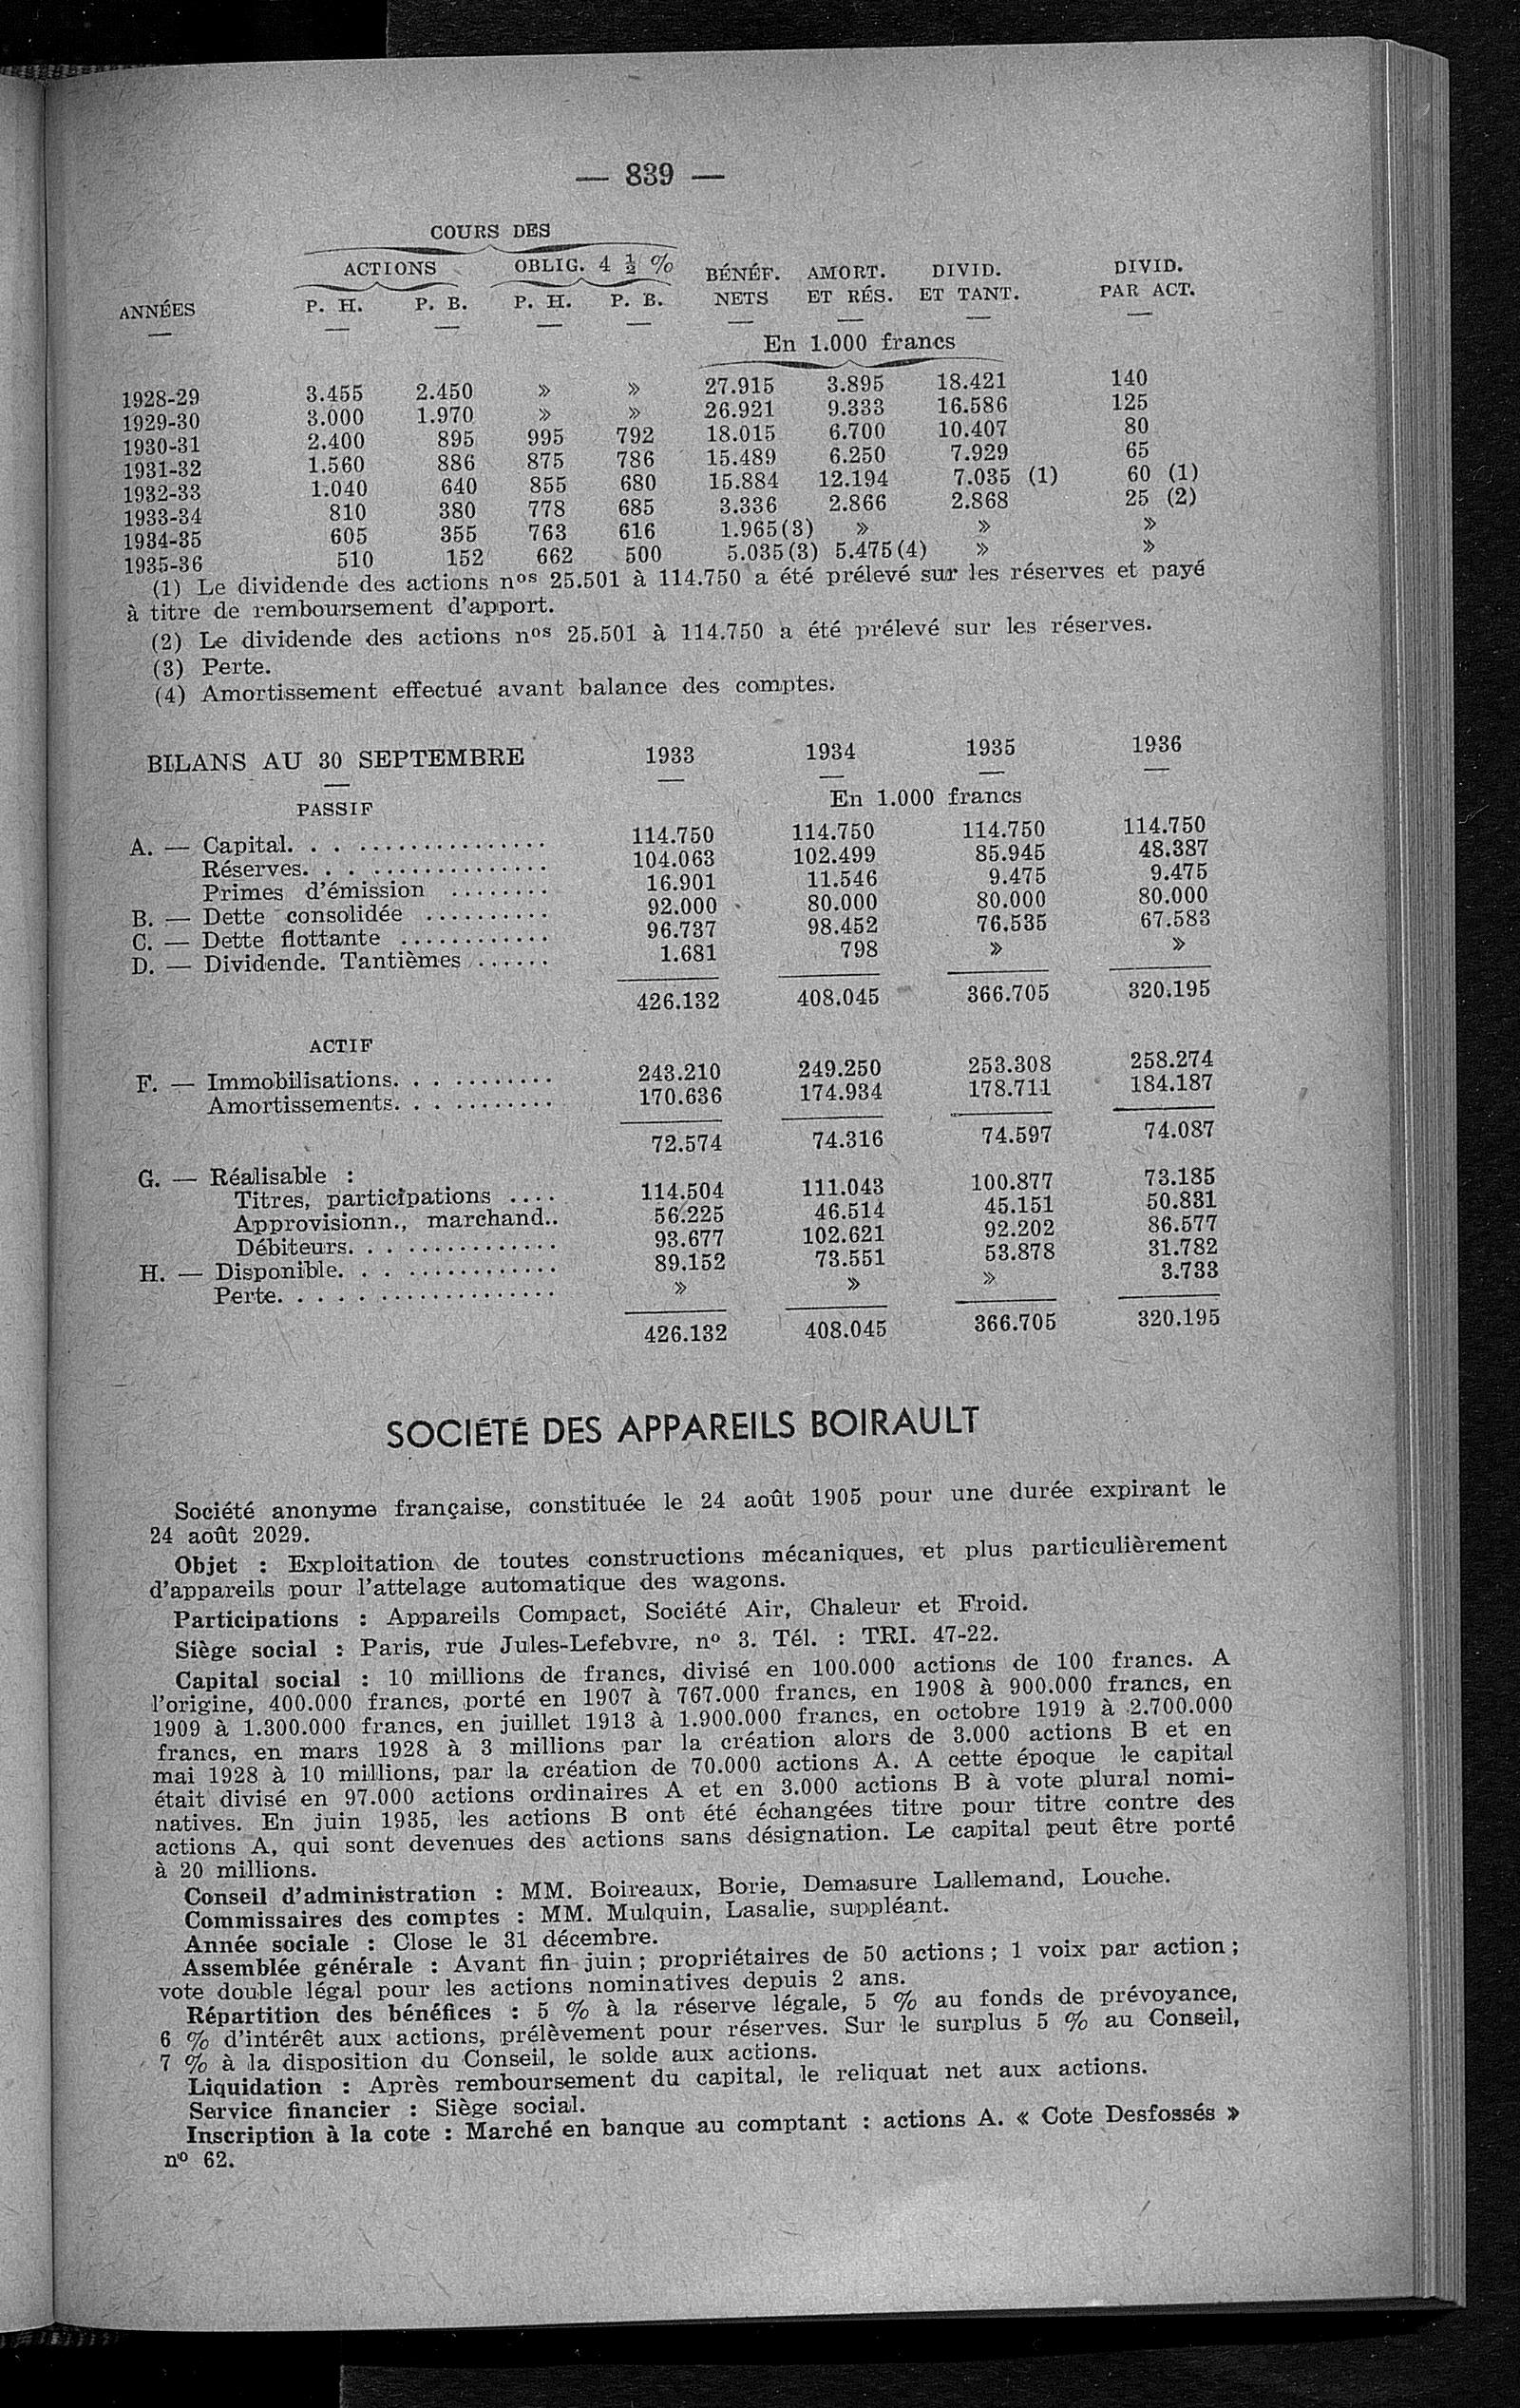 — 839 —
COURS DES
ACTIONS OBLIG. 4 ½ % BÉNÉF. AMORT. DIVID. DIVID.
ANNÉES P. H. P. B. P. H. P. B. NETS ET RÉS. ET TANT. PAR ACT.
En 1.000 francs
1928-29 3.455 2.450 » » 27.915 3.895 18.421 140
1929-30 3.000 1.970 » » 26.921 9.333 16.586 125
1930-31 2.400 895 995 792 18.015 6.700 10.407 80
1931-32 1.560 886 875 786 15.489 6.250 7.929 65
1932-33 1.040 640 855 680 15.884 12.194 7.035 (1) 60 (1)
1933-34 810 380 778 685 3.336 2.866 2.868 25 (2)
1934-35 605 355 763 616 1.965(3) » » »
1935-36 510 152 662 500 5.035(3) 5.475(4) » »
(1) Le dividende des actions nos 25.501 à 114.750 a été prélevé sur les réserves et payé
à titre de remboursement d'apport.
(2) Le dividende des actions nos 25.501 à 114.750 a été prélevé sur les réserves.
(3) Perte.
(4) Amortissement effectué avant balance des comptes.
BILANS AU 30 SEPTEMBRE 1933 1934 1935 1936
PASSIF En 1.000 francs
A. — Capital. . . . . . . . . . . . . . . . . . 114.750 114.750 114.750 114.750
Réserves. . . . . . . . . . . . . . . . . 104.063 102.499 85.945 48.387
Primes d'émission ........ 16.901 11.546 9.475 9.475
B. — Dette consolidée .......... 92.000 80.000 80.000 80.000
C. — Dette flottante ............ 96.737 98.452 76.535 67.583
D. — Dividende. Tantièmes ...... 1.681 798 » »
426.132 408.045 366.705 320.195
ACTIF
F. — Immobilisations. . . ......... 243.210 249.250 253.308 258.274
Amortissements. . . ......... 170.636 174.934 178.711 184.187
72.574 74.316 74.597 74.087
G. — Réalisable :
Titres, participations .... 114.504 111.043 100.877 73.185
Approvisionn., marchand.. 56.225 46.514 45.151 50.831
Débiteurs. . . ............ 93.677 102.621 92.202 86.577
H. — Disponible. . . ............ 89.152 73.551 53.878 31.782
Perte. . . . . .............. » » » 3.733
426.132 408.045 366.705 320.195
SOCIÉTÉ DES APPAREILS BOIRAULT
Société anonyme française, constituée le 24 août 1905 pour une durée expirant le
24 août 2029.
Objet : Exploitation de toutes constructions mécaniques, et plus particulièrement
d'appareils pour l'attelage automatique des wagons.
Participations : Appareils Compact, Société Air, Chaleur et Froid.
Siège social : Paris, rue Jules-Lefebvre, no 3. Tél. : TRI. 47-22.
Capital social : 10 millions de francs, divisé en 100.000 actions de 100 francs. A
l'origine, 400.000 francs, porté en 1907 à 767.000 francs, en 1908 à 900.000 francs, en
1909 à 1.300.000 francs, en juillet 1913 à 1.900.000 francs, en octobre 1919 à 2.700.000
francs, en mars 1928 à 3 millions par la création alors de 3.000 actions B et en
mai 1928 à 10 millions, par la création de 70.000 actions A. A cette époque le capital
était divisé en 97.000 actions ordinaires A et en 3.000 actions B à vote plural nomi-
natives. En juin 1935, les actions B ont été échangées titre pour titre contre des
actions A, qui sont devenues des actions sans désignation. Le capital peut être porté
à 20 millions.
Conseil d'administration : MM. Boireaux, Borie, Demasure Lallemand, Louche.
Commissaires des comptes : MM. Mulquin, Lasalie, suppléant.
Année sociale : Close le 31 décembre.
Assemblée générale : Avant fin juin ; propriétaires de 50 actions ; 1 voix par action ;
vote double légal pour les actions nominatives depuis 2 ans.
Répartition des bénéfices : 5 % à la réserve légale, 5 % au fonds de prévoyance,
6 % d'intérêt aux actions, prélèvement pour réserves. Sur le surplus 5 % au Conseil,
7 % à la disposition du Conseil, le solde aux actions.
Liquidation : Après remboursement du capital, le reliquat net aux actions.
Service financier : Siège social.
Inscription à la cote : Marché en banque au comptant : actions A. « Cote Desfossés »
no 62.